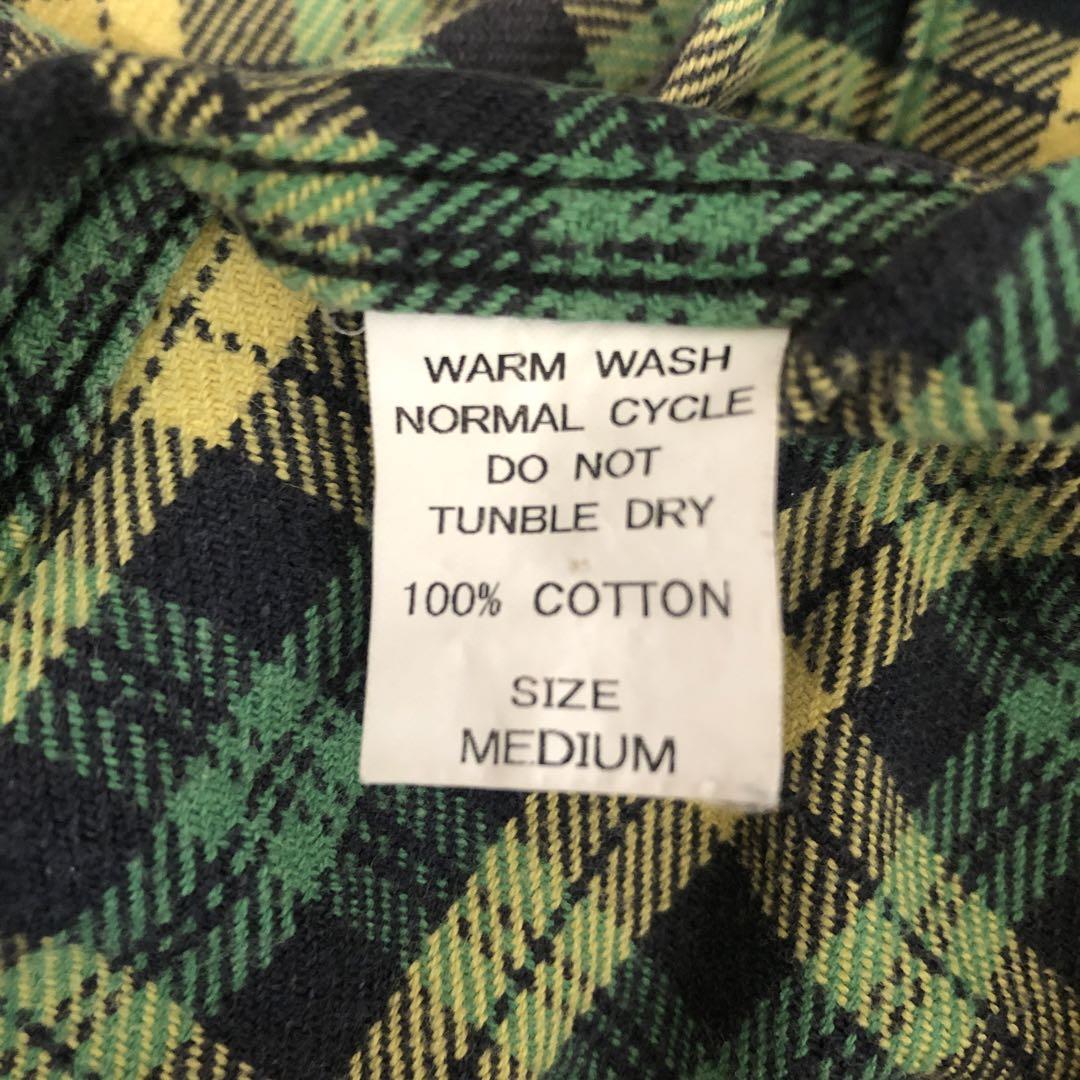 WARM WASH
NORMAL CYCLE
DO NOT
TUNBLE DRY
100% COTTON
SIZE
MEDIUM